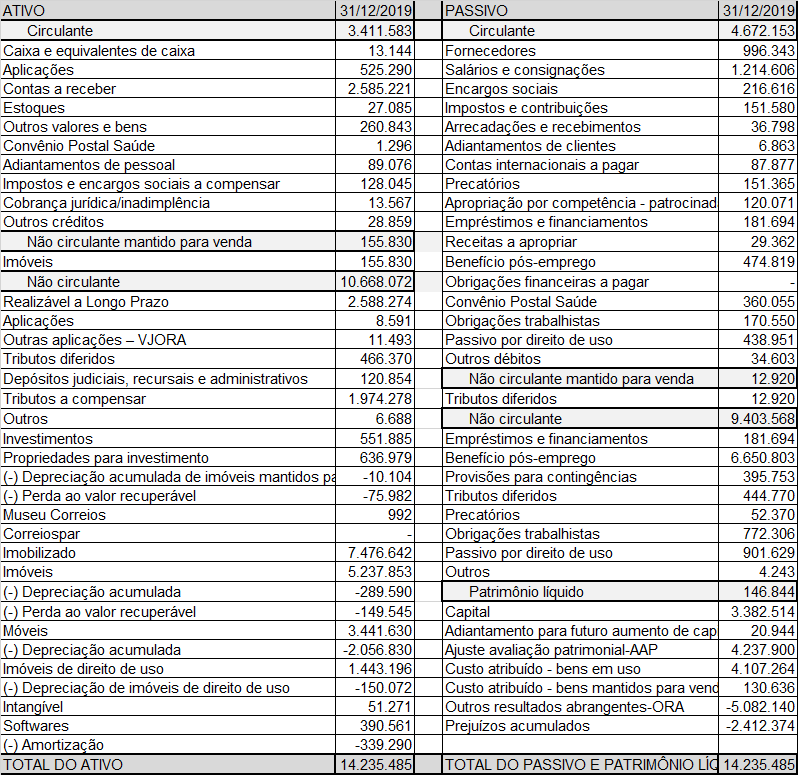 ATIVO 31/12/2019 PASSIVO 31/12/2019
Circulante 3.411.583 Circulante 4.672.153
Caixa e equivalentes de caixa 13.144 Fornecedores 996.343
Aplicações 525.290 Salários e consignações 1.214.606
Contas a receber 2.585.221 Encargos sociais 216.616
Estoques 27.085 Impostos e contribuições 151.580
Outros valores e bens 260.843 Arrecadações e recebimentos 36.798
Convênio Postal Saúde 1.296 Adiantamentos de clientes 6.863
Adiantamentos de pessoal 89.076 Contas internacionais a pagar 87.877
Impostos e encargos sociais a compensar 128.045 Precatórios 151.365
Cobrança jurídica/inadimplência 13.567 Apropriação por competência - patrocinad 120.071
Outros créditos 28.859 Empréstimos e financiamentos 181.694
Não circulante mantido para venda 155.830 Receitas a apropriar 29.362
Imóveis 155.830 Benefício pós-emprego 474.819
Não circulante 10.668.072 Obrigações financeiras a pagar -
Realizável a Longo Prazo 2.588.274 Convênio Postal Saúde 360.055
Aplicações 8.591 Obrigações trabalhistas 170.550
Outras aplicações – VJORA 11.493 Passivo por direito de uso 438.951
Tributos diferidos 466.370 Outros débitos 34.603
Depósitos judiciais, recursais e administrativos 120.854 Não circulante mantido para venda 12.920
Tributos a compensar 1.974.278 Tributos diferidos 12.920
Outros 6.688 Não circulante 9.403.568
Investimentos 551.885 Empréstimos e financiamentos 181.694
Propriedades para investimento 636.979 Benefício pós-emprego 6.650.803
(-) Depreciação acumulada de imóveis mantidos pa -10.104 Provisões para contingências 395.753
(-) Perda ao valor recuperável -75.982 Tributos diferidos 444.770
Museu Correios 992 Precatórios 52.370
Correiospar - Obrigações trabalhistas 772.306
Imobilizado 7.476.642 Passivo por direito de uso 901.629
Imóveis 5.237.853 Outros 4.243
(-) Depreciação acumulada -289.590 Patrimônio líquido 146.844
(-) Perda ao valor recuperável -149.545 Capital 3.382.514
Móveis 3.441.630 Adiantamento para futuro aumento de cap 20.944
(-) Depreciação acumulada -2.056.830 Ajuste avaliação patrimonial-AAP 4.237.900
Imóveis de direito de uso 1.443.196 Custo atribuído - bens em uso 4.107.264
(-) Depreciação de imóveis de direito de uso -150.072 Custo atribuído - bens mantidos para vend 130.636
Intangível 51.271 Outros resultados abrangentes-ORA -5.082.140
Softwares 390.561 Prejuízos acumulados -2.412.374
(-) Amortização -339.290
TOTAL DO ATIVO 14.235.485 TOTAL DO PASSIVO E PATRIMÔNIO LÍQ 14.235.485